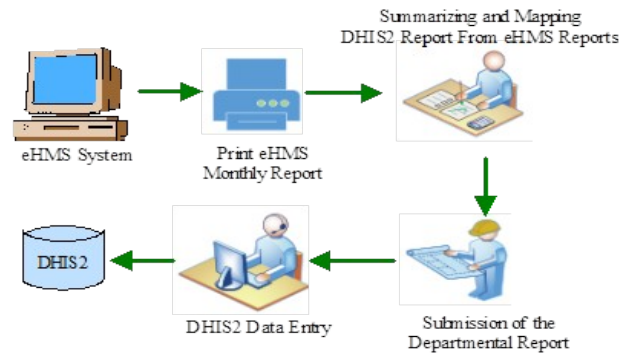 Summarizing and Mapping
DHIS2 Report From eHMS Reports
eHMS System
Print eHMS
Monthly Report
DHIS2
DHIS2 Data Entry
Submission of the
Departmental Report